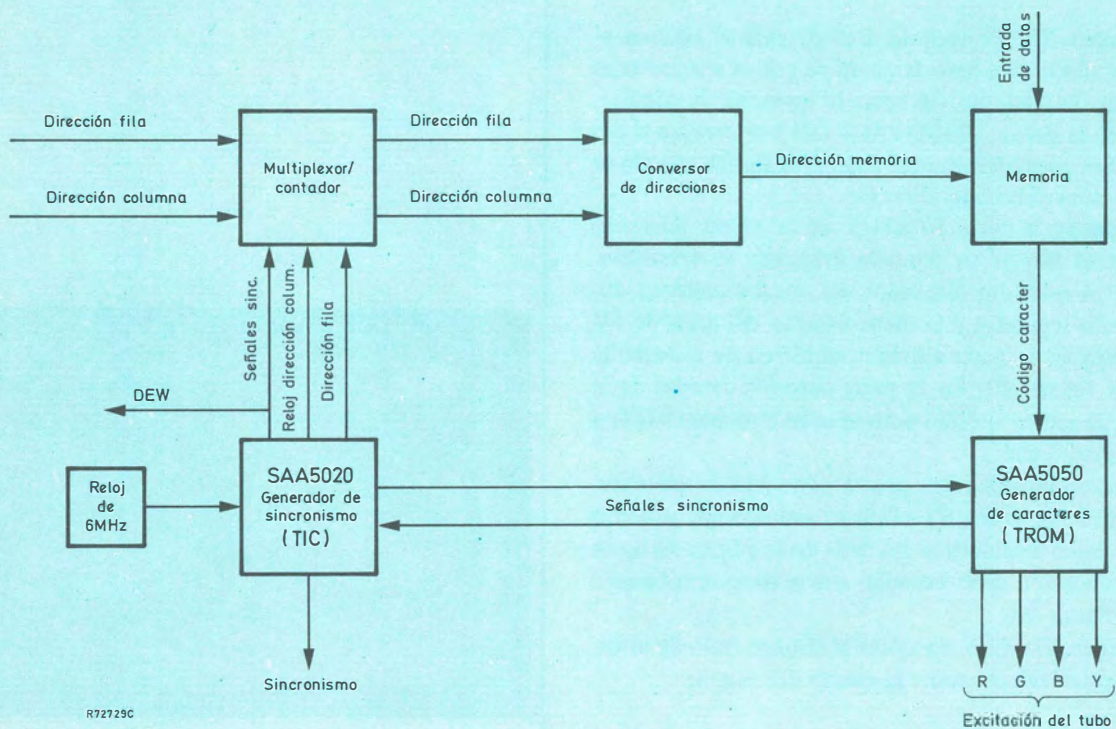 Entrada
de datos
Dirección fila
Dirección columna
Multiplexor/
contador
Dirección fila
Dirección columna
Conversor
de direcciones
Dirección memoria
Memoria
Señales sinc.
Reloj dirección colum.
Dirección fila
Código caracter
DEW
Reloj
de
6MHz
SAA5020
Generador de
sincronismo
(TIC)
Señales sincronismo
SAA5050
Generador
de caracteres
(TROM)
Sincronismo
R G B Y
Excitación del tubo
R72729C